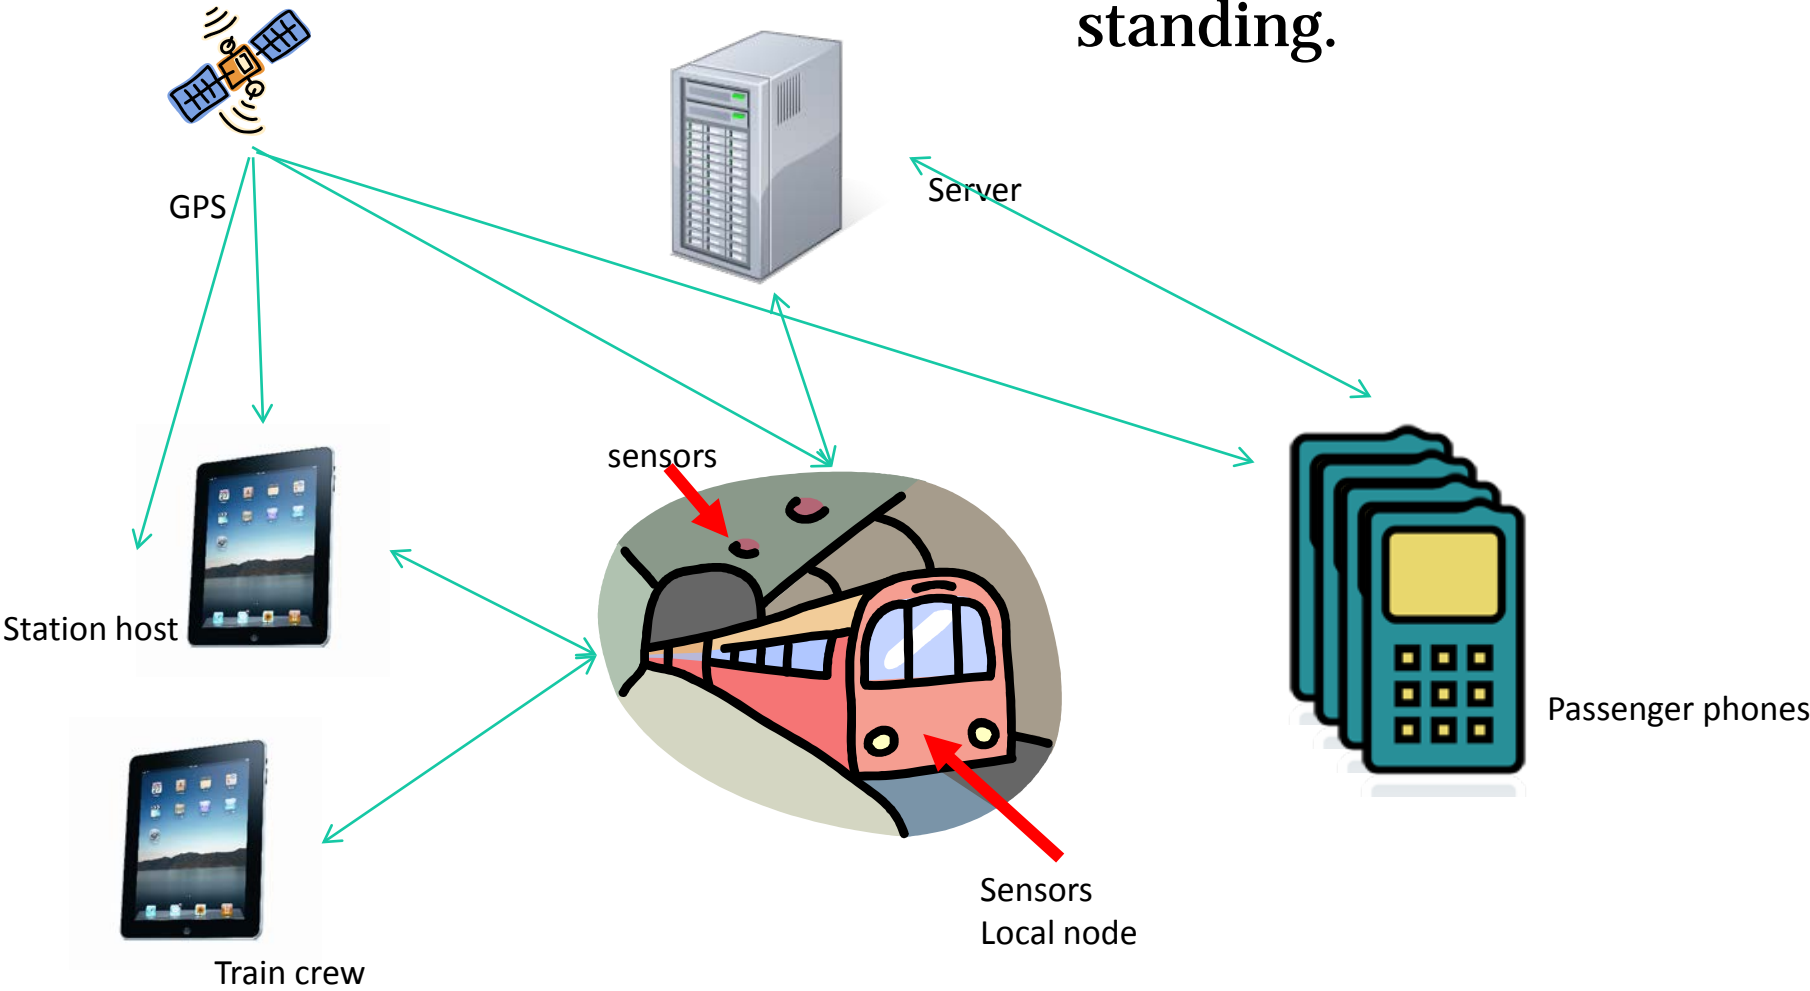 standing.
Server
GPS
sensors
Station host
Passenger phones
Sensors
Local node
Train crew